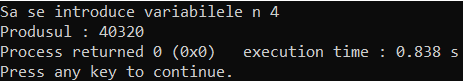 Sa se introduce variabilele n 4
Produsul : 40320
Process returned 0 (0x0)   execution time : 0.838 s
Press any key to continue.